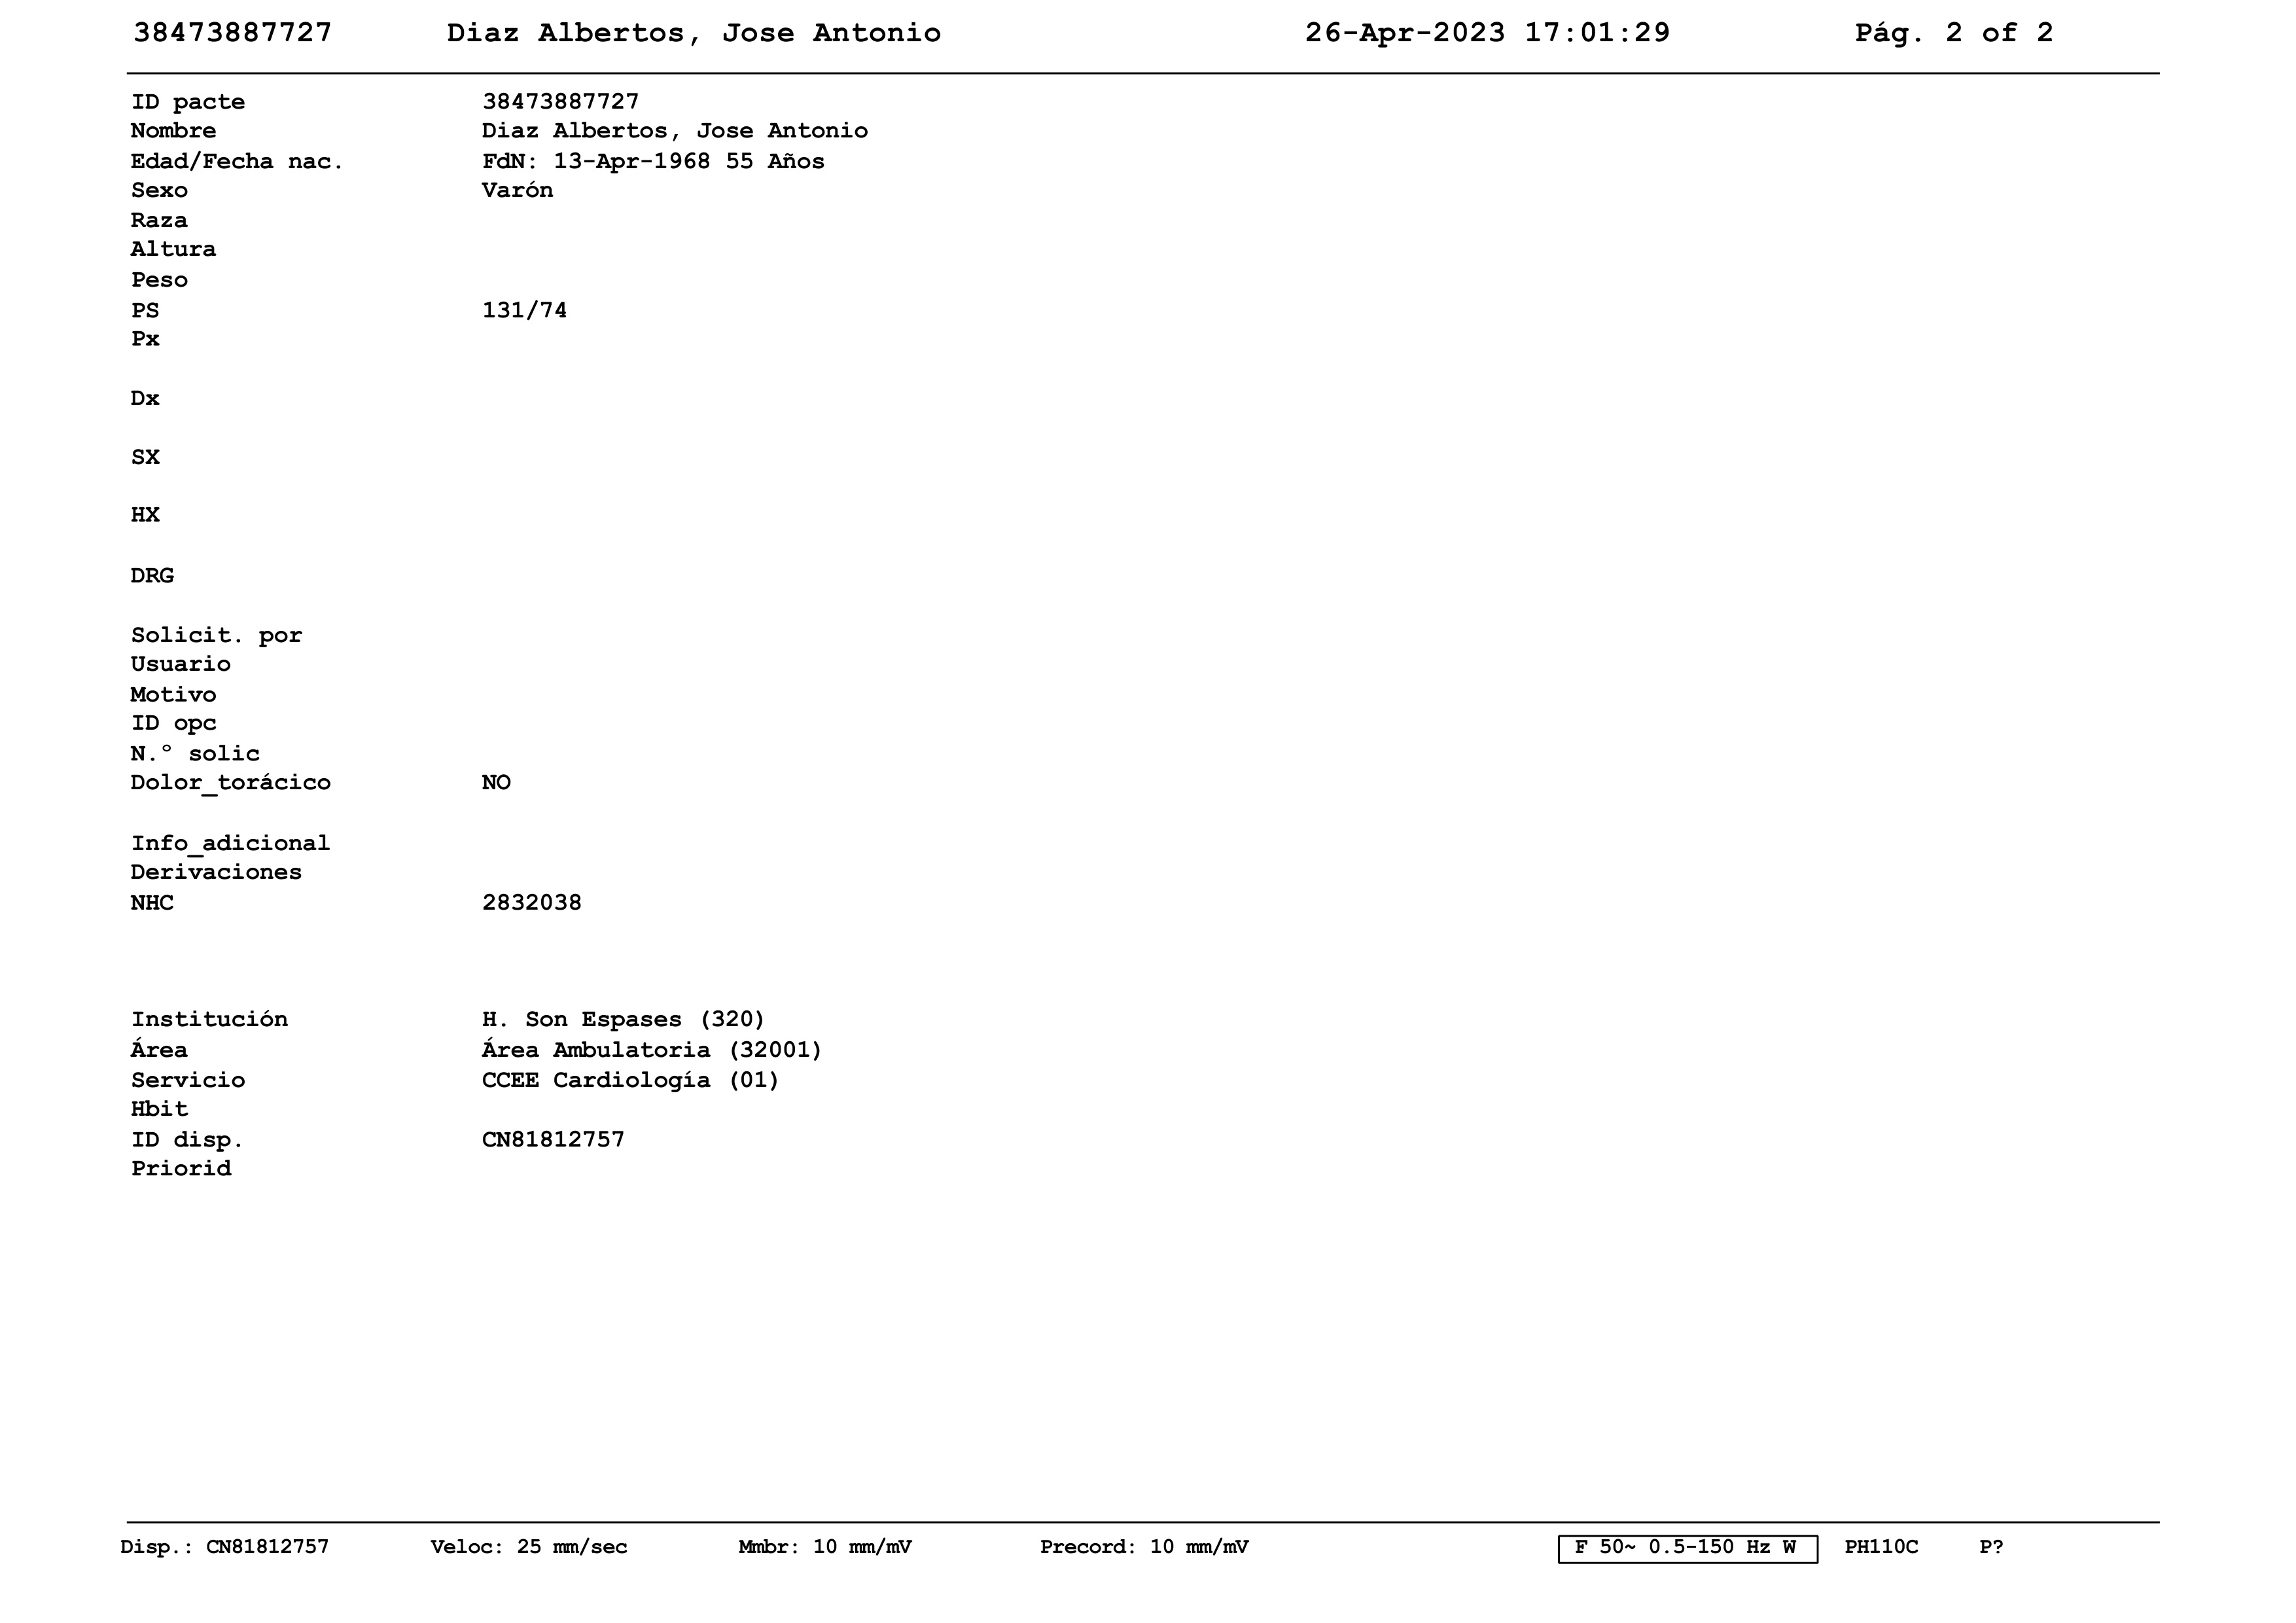 38473887727 Diaz Albertos, Jose Antonio 26-Apr-2023 17:01:29 Pág. 2 of 2
ID pacte 38473887727
Nombre Diaz Albertos, Jose Antonio
Edad/Fecha nac. FdN: 13-Apr-1968 55 Años
Sexo Varón
Raza
Altura
Peso
PS 131/74
Px
Dx
SX
HX
DRG
Solicit. por
Usuario
Motivo
ID opc
N.º solic
Dolor_torácico NO
Info_adicional
Derivaciones
NHC 2832038
Institución H. Son Espases (320)
Área Área Ambulatoria (32001)
Servicio CCEE Cardiología (01)
Hbit
ID disp. CN81812757
Priorid
Disp.: CN81812757 Veloc: 25 mm/sec Mmbr: 10 mm/mV Precord: 10 mm/mV F 50~ 0.5-150 Hz W PH110C P?